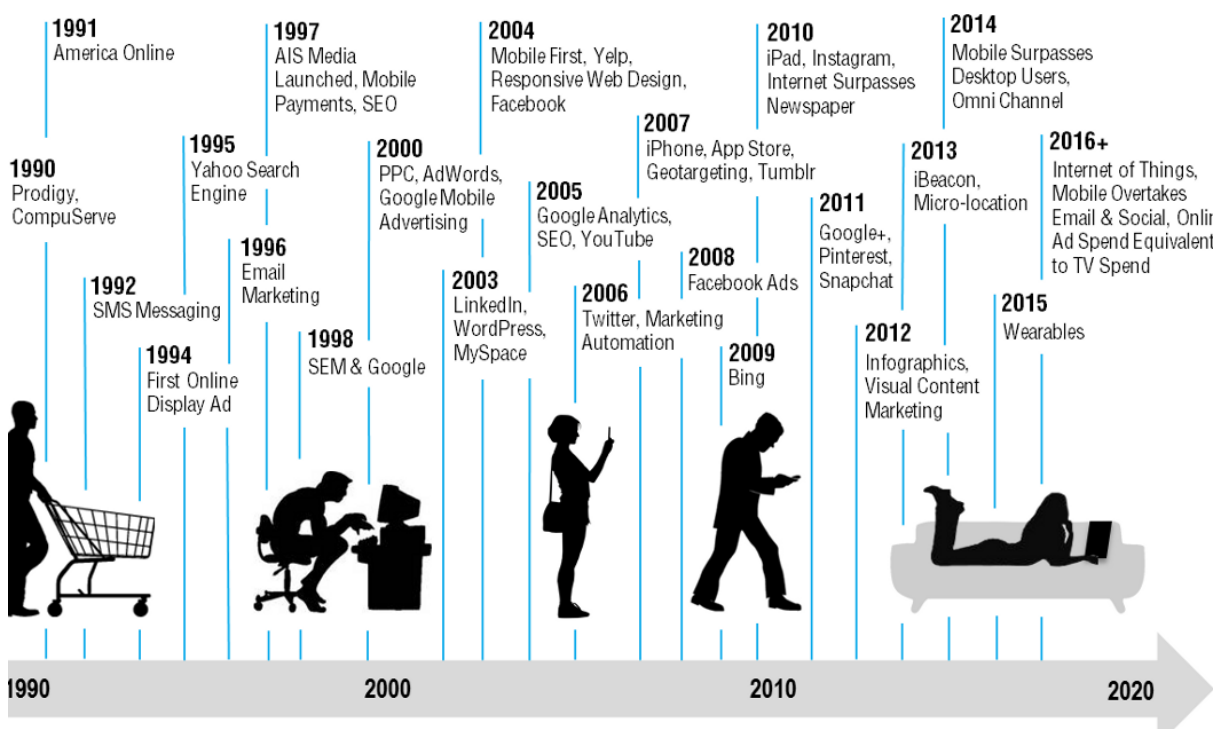 1991
America Online
1997
AIS Media
Launched, Mobile
Payments, SEO
2004
Mobile First, Yelp,
Responsive Web Design,
Facebook
2010
iPad, Instagram,
Internet Surpasses
Newspaper
2014
Mobile Surpasses
Desktop Users,
Omni Channel
1990
Prodigy,
CompuServe
1995
Yahoo Search
Engine
2000
PPC, AdWords,
Google Mobile
Advertising
2007
iPhone, App Store,
Geotargeting, Tumblr
2013
iBeacon,
Micro-location
2016+
Internet of Things,
Mobile Overtakes
Email & Social, Onlin
Ad Spend Equivalent
to TV Spend
2005
Google Analytics,
SEO, YouTube
2011
Google+,
Pinterest,
Snapchat
1992
SMS Messaging
1996
Email
Marketing
2003
LinkedIn,
WordPress,
MySpace
2006
Twitter, Marketing
Automation
2008
Facebook Ads
2015
Wearables
1994
First Online
Display Ad
1998
SEM & Google
2009
Bing
2012
Infographics,
Visual Content
Marketing
1990
2000
2010
2020